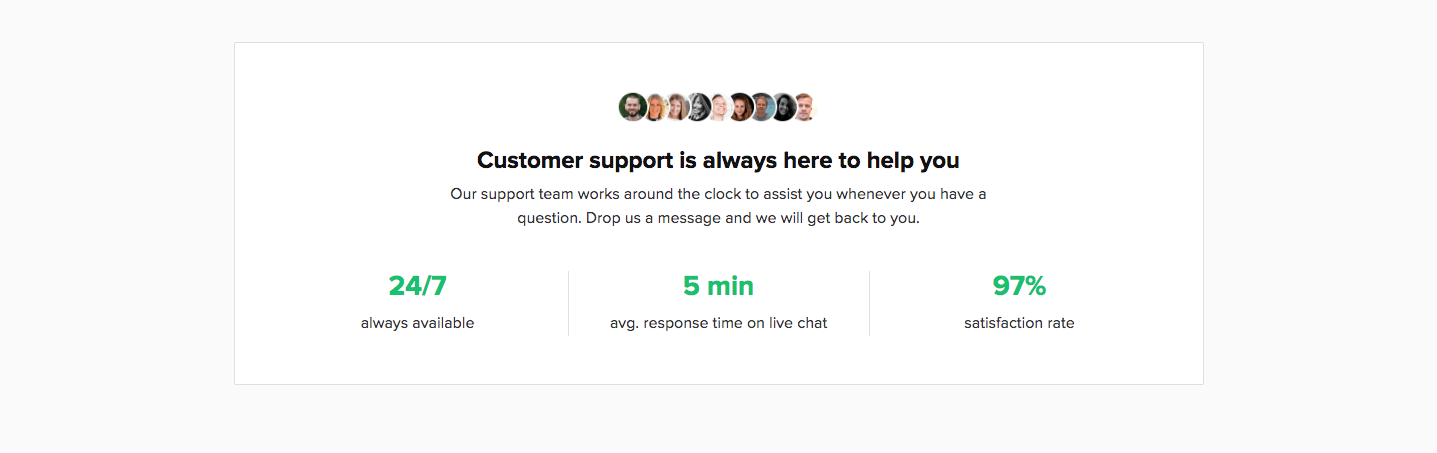 Customer support is always here to help you
Our support team works around the clock to assist you whenever you have a
question. Drop us a message and we will get back to you.
24/7
always available
5 min
avg. response time on live chat
97%
satisfaction rate